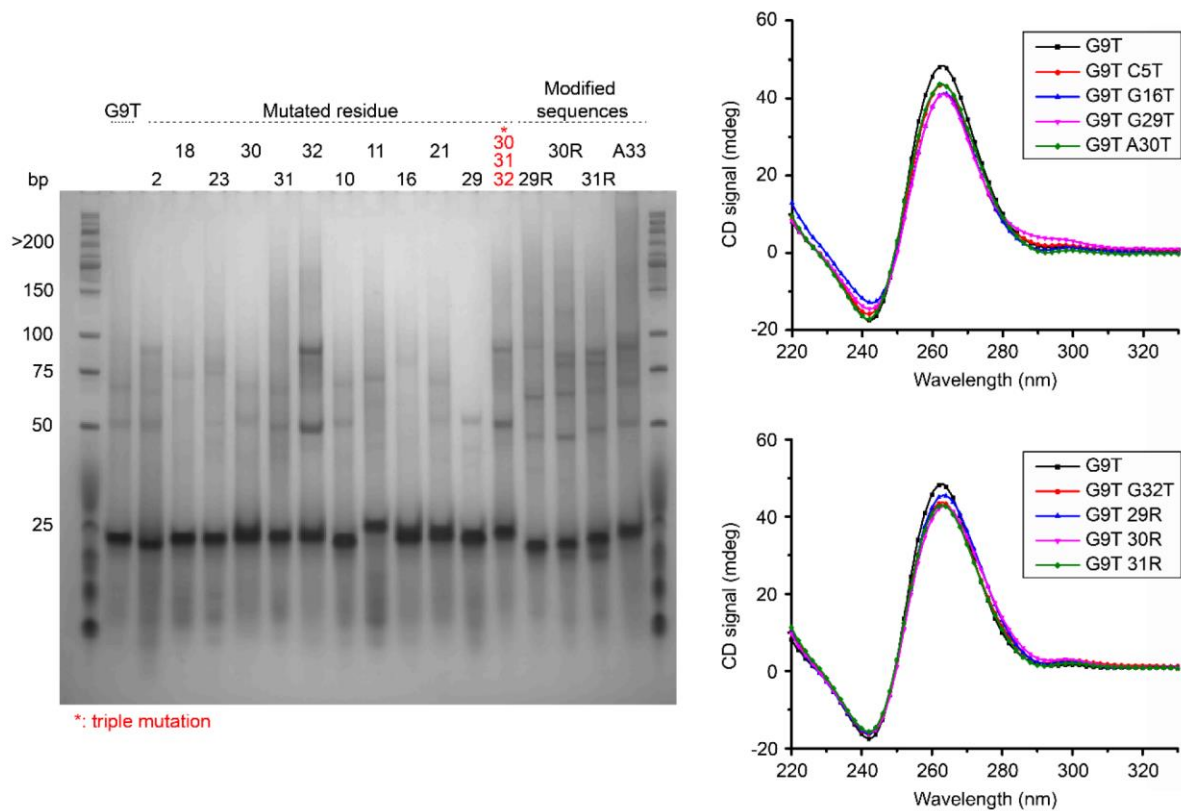 Modified
G9T Mutated residue sequences
*
18 30 32 11 21 30 30R A33
31
bp 2 23 31 10 16 29 32 29R 31R
>200
150
100
75
50
25
*: triple mutation
60
40
20
0
-20
CD signal (mdeg)
220 240 260 280 300 320
Wavelength (nm)
G9T
G9T C5T
G9T G16T
G9T G29T
G9T A30T
60
40
20
0
-20
CD signal (mdeg)
220 240 260 280 300 320
Wavelength (nm)
G9T
G9T G32T
G9T 29R
G9T 30R
G9T 31R